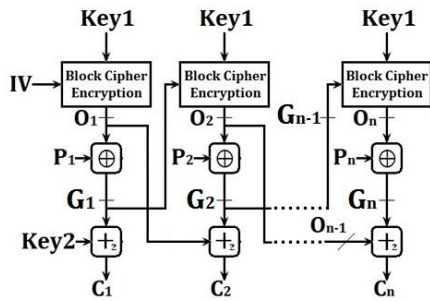 Key1 Key1 Key1
IV Block Cipher Encryption Block Cipher Encryption Block Cipher Encryption
O1 O2 Gn-1 On
P1 ⊕ P2 ⊕ Pn ⊕
G1 G2 Gn
On-1
Key2 +2 +2 +2
C1 C2 Cn